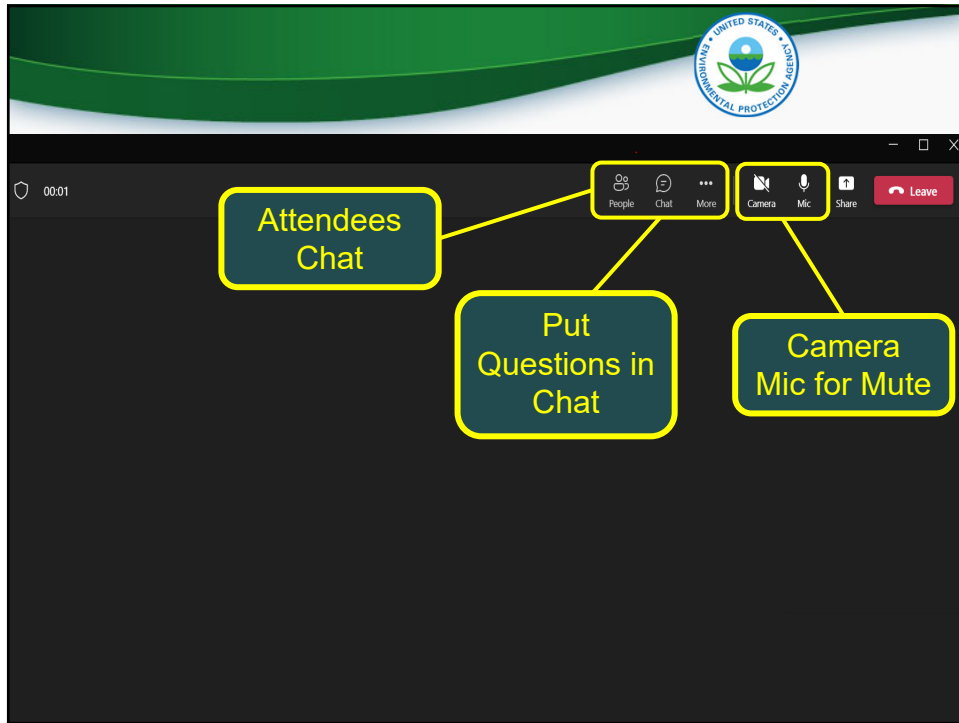 UNITED STATES
ENVIRONMENTAL PROTECTION AGENCY
00:01
People Chat More Camera Mic Share Leave
Attendees
Chat
Put
Questions in
Chat
Camera
Mic for Mute